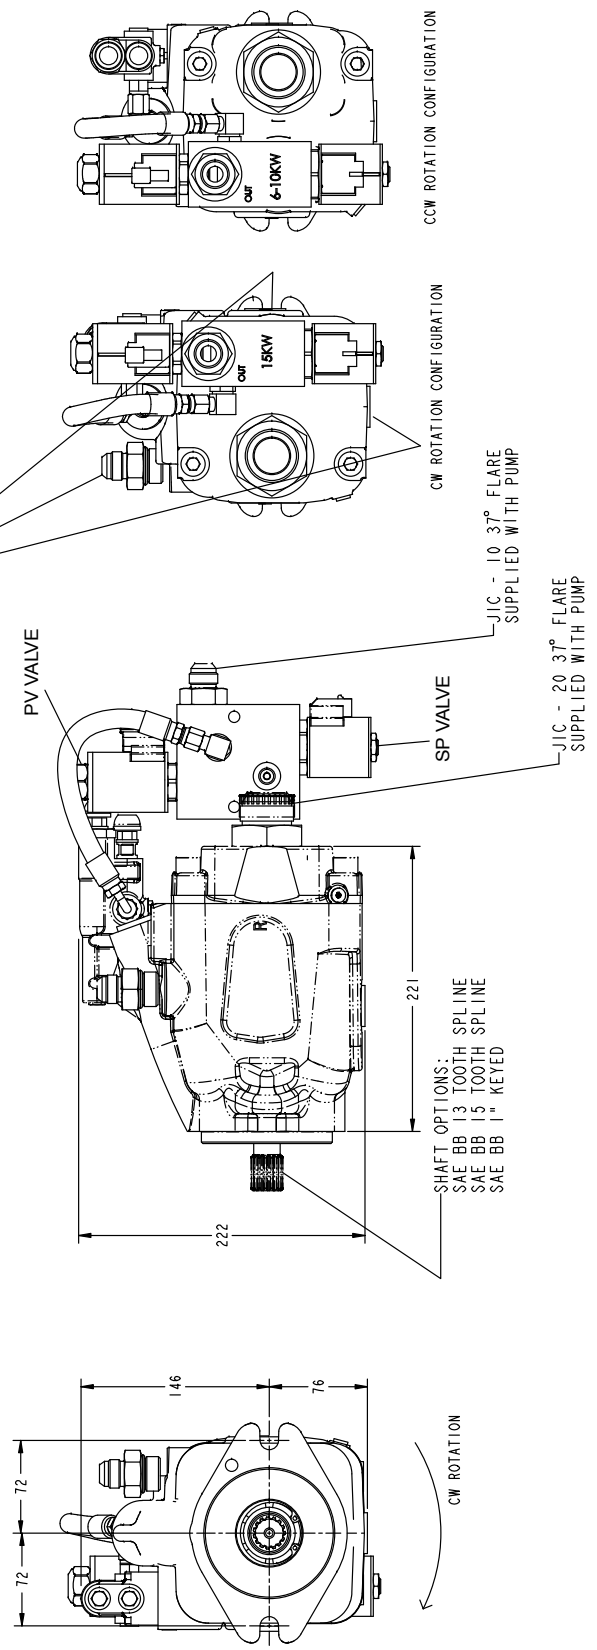 CCW ROTATION CONFIGURATION
OUT
6-10KW
CW ROTATION CONFIGURATION
OUT
15KW
PV VALVE
JIC - 10 37° FLARE
SUPPLIED WITH PUMP
SP VALVE
JIC - 20 37° FLARE
SUPPLIED WITH PUMP
R
221
222
SHAFT OPTIONS:
SAE BB 13 TOOTH SPLINE
SAE BB 15 TOOTH SPLINE
SAE BB 1" KEYED
146
76
72
72
CW ROTATION